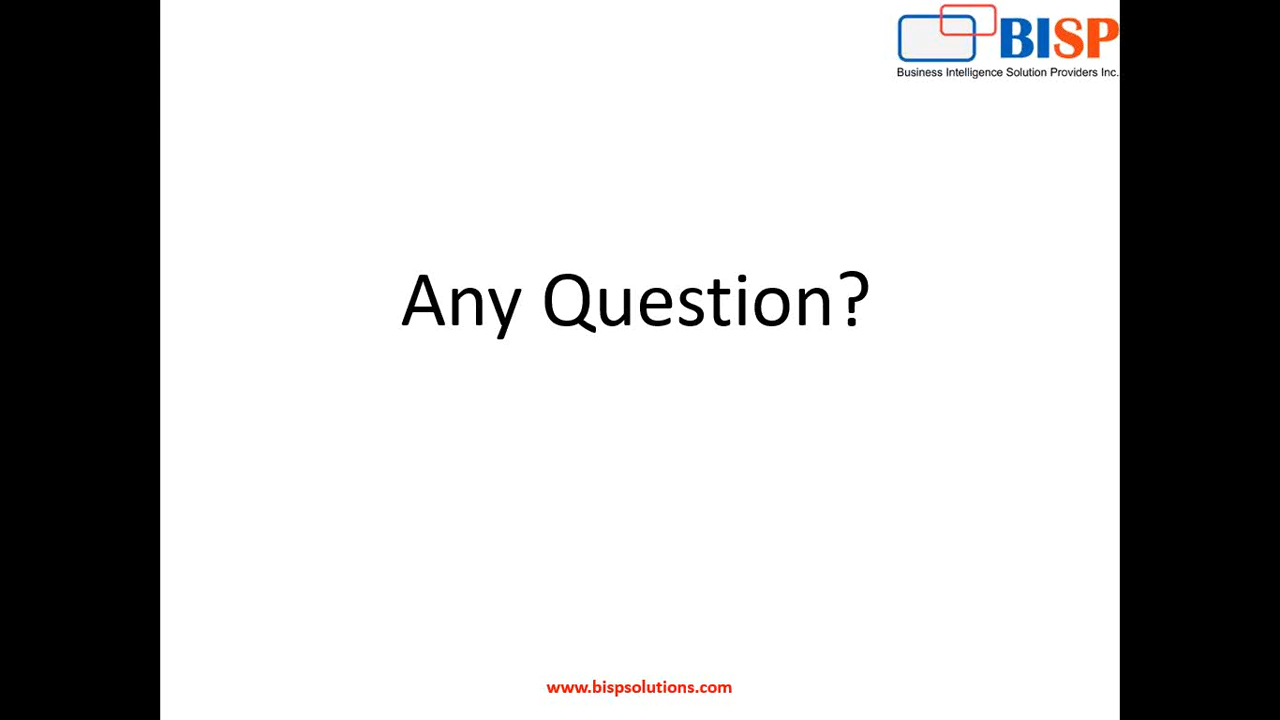 BISP
Business Intelligence Solution Providers Inc.
Any Question?
www.bispsolutions.com